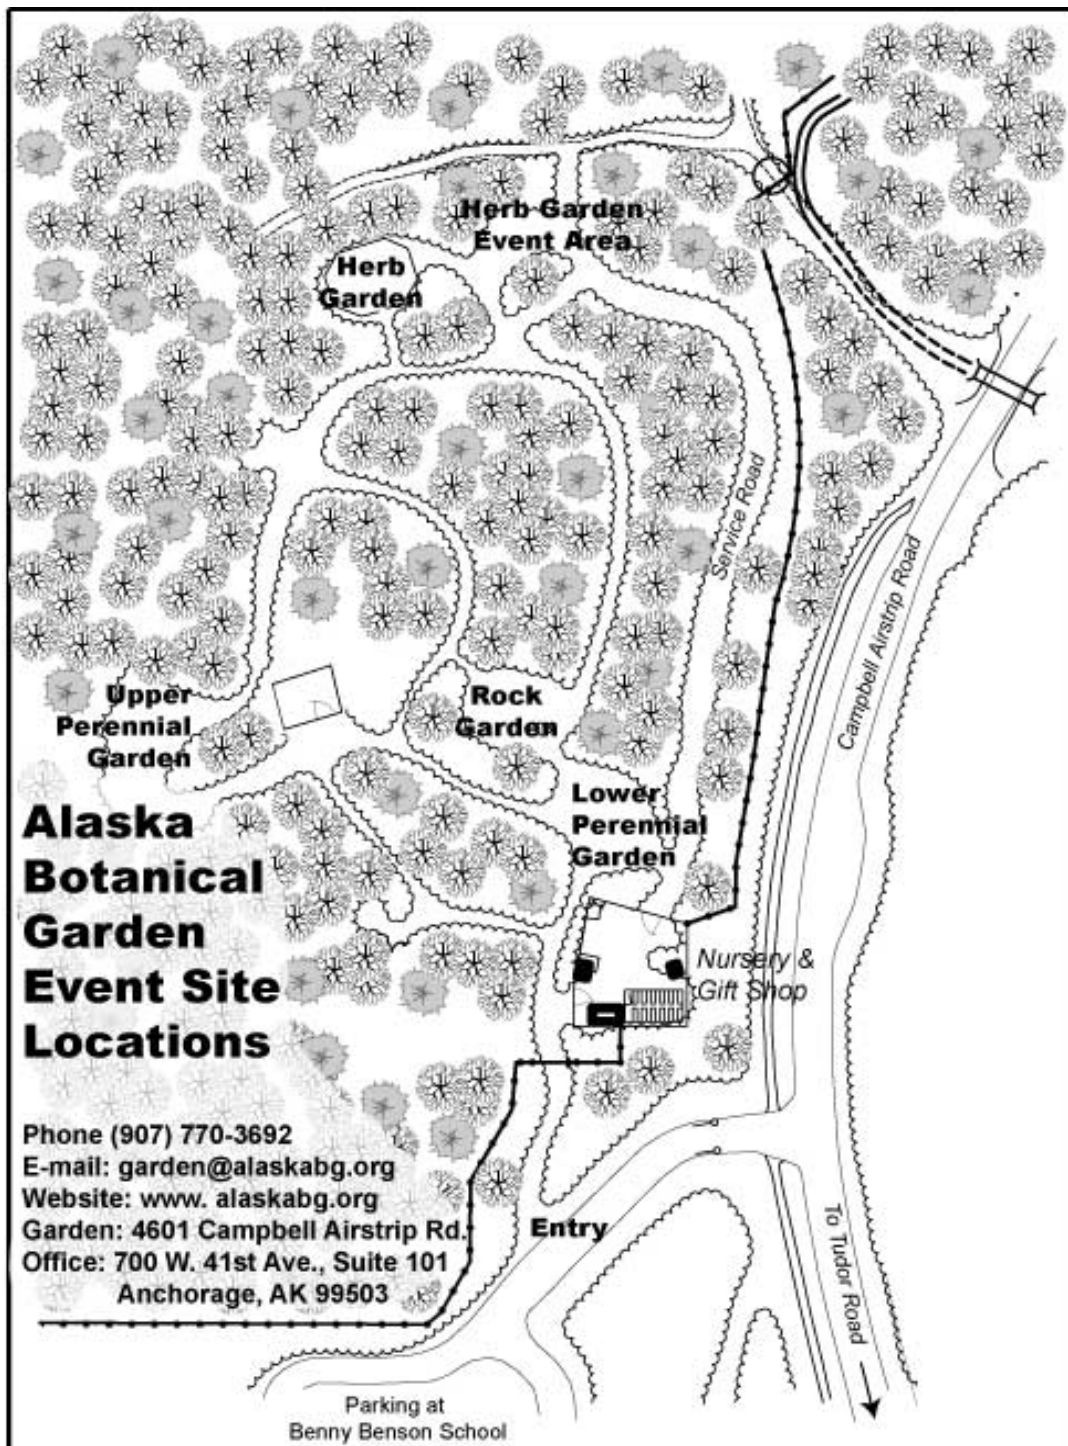 Herb Garden
Event Area
Herb
Garden
Service Road
Campbell Airstrip Road
Upper
Perennial
Garden
Rock
Garden
Lower
Perennial
Garden
Alaska
Botanical
Garden
Event Site
Locations
Nursery &
Gift Shop
Phone (907) 770-3692
E-mail: garden@alaskabg.org
Website: www. alaskabg.org
Garden: 4601 Campbell Airstrip Rd.
Office: 700 W. 41st Ave., Suite 101
Anchorage, AK 99503
Entry
To Tudor Road
Parking at
Benny Benson School